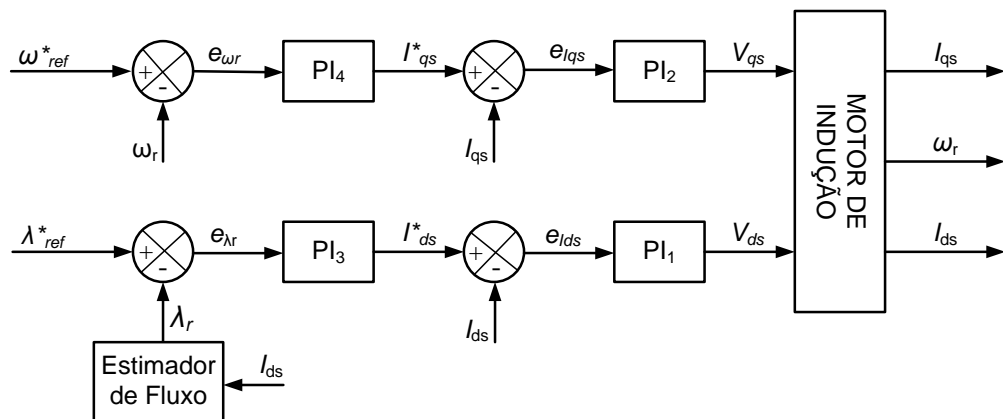 ω*ref
+
-
eωr
PI4
I*qs
+
-
eIqs
PI2
Vqs
MOTOR DE
INDUÇÃO
Iqs
ωr
Iqs
ωr
λ*ref
+
-
eλr
PI3
I*ds
+
-
eIds
PI1
Vds
Ids
λr
Ids
Estimador
de Fluxo
Ids